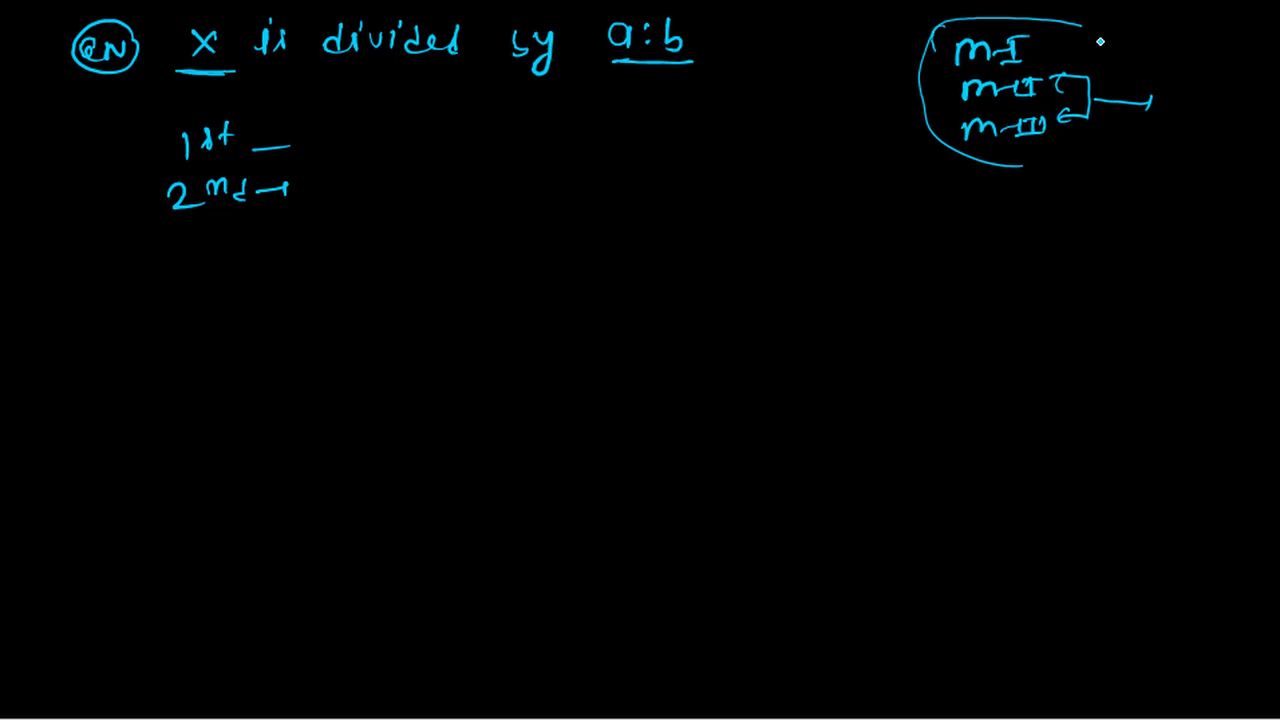 QN X is divided by a:b
1st —
2nd →
m-I
m-II
m-III